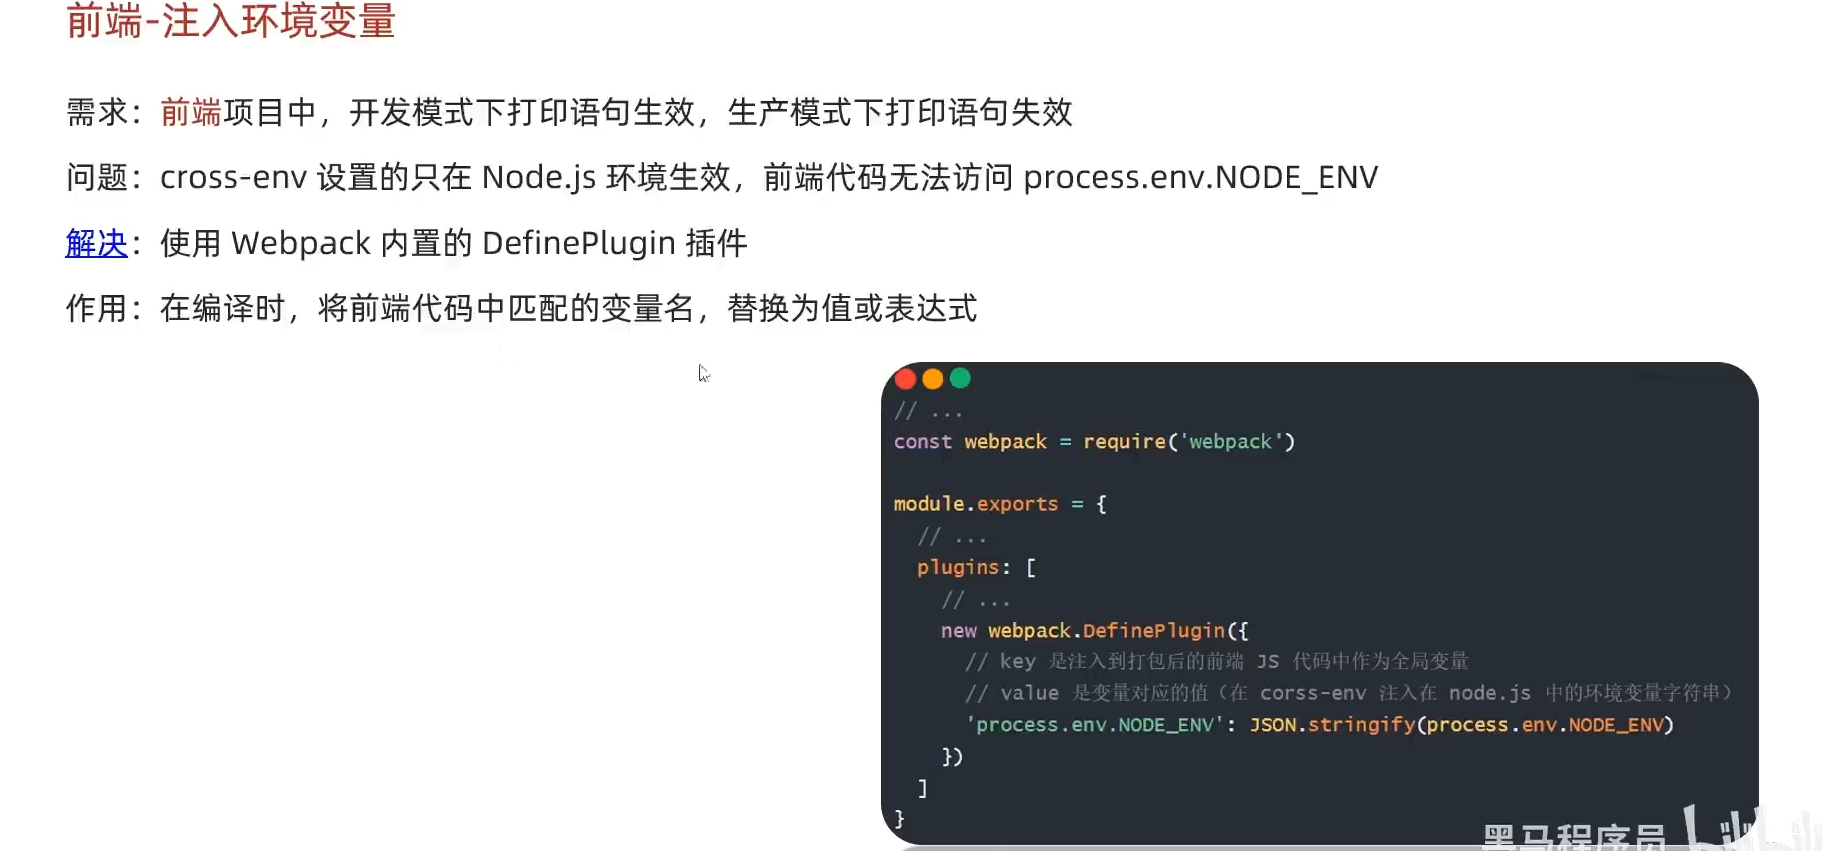 前端-注入环境变量
需求：前端项目中，开发模式下打印语句生效，生产模式下打印语句失效
问题：cross-env 设置的只在 Node.js 环境生效，前端代码无法访问 process.env.NODE_ENV
解决：使用 Webpack 内置的 DefinePlugin 插件
作用：在编译时，将前端代码中匹配的变量名，替换为值或表达式
// ...
const webpack = require('webpack')
module.exports = {
// ...
plugins: [
// ...
new webpack.DefinePlugin({
// key 是注入到打包后的前端 JS 代码中作为全局变量
// value 是变量对应的值（在 corss-env 注入在 node.js 中的环境变量字符串）
'process.env.NODE_ENV': JSON.stringify(process.env.NODE_ENV)
})
]
}
黑马程序员